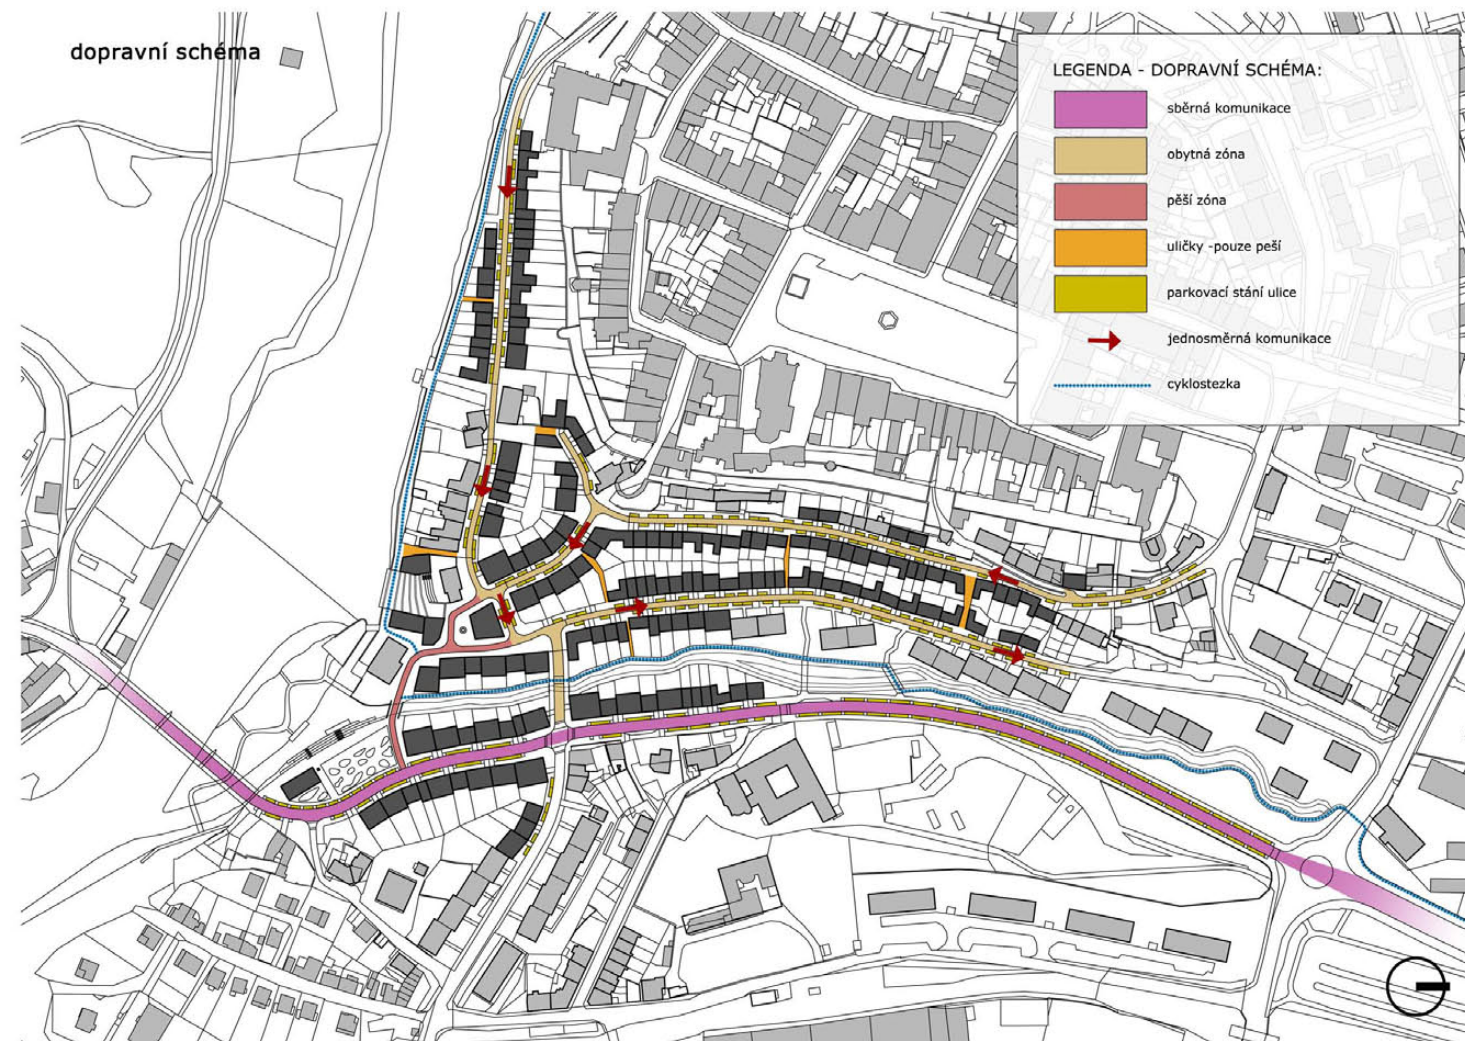 dopravní schéma
LEGENDA - DOPRAVNÍ SCHÉMA:
sběrná komunikace
obytná zóna
pěší zóna
uličky -pouze peší
parkovací stání ulice
jednosměrná komunikace
cyklostezka